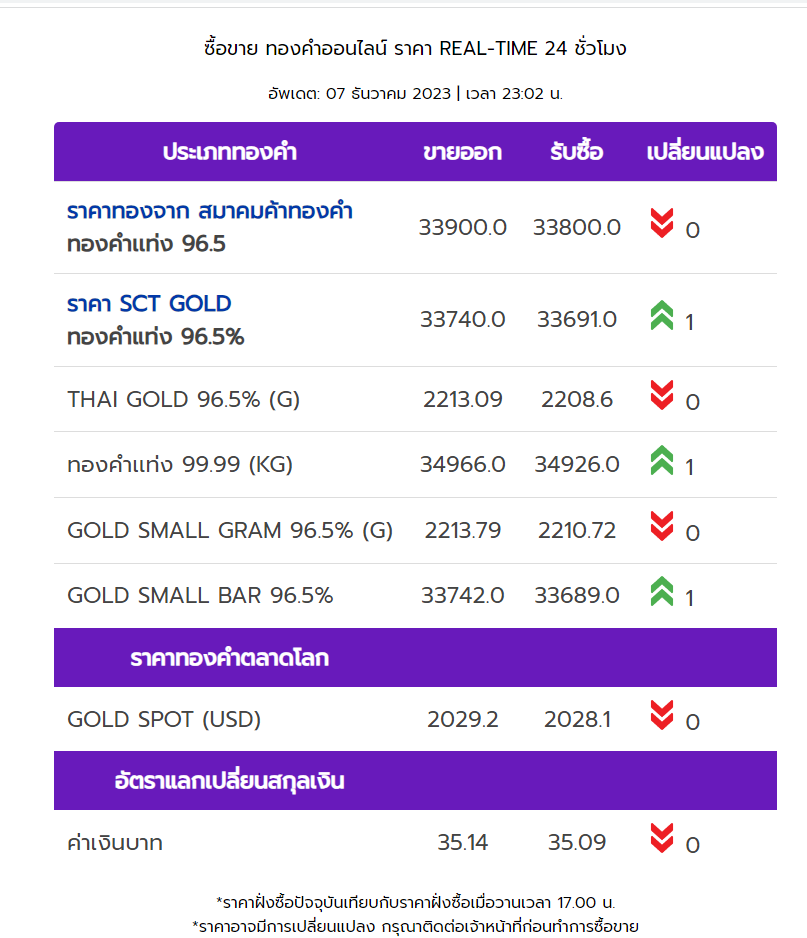 ซื้อขาย ทองคำออนไลน์ ราคา REAL-TIME 24 ชั่วโมง
อัพเดต: 07 ธันวาคม 2023 | เวลา 23:02 น.
ประเภททองคำ ขายออก รับซื้อ เปลี่ยนแปลง
ราคาทองจาก สมาคมค้าทองคำ
ทองคำแท่ง 96.5 33900.0 33800.0 0
ราคา SCT GOLD
ทองคำแท่ง 96.5% 33740.0 33691.0 1
THAI GOLD 96.5% (G) 2213.09 2208.6 0
ทองคำแท่ง 99.99 (KG) 34966.0 34926.0 1
GOLD SMALL GRAM 96.5% (G) 2213.79 2210.72 0
GOLD SMALL BAR 96.5% 33742.0 33689.0 1
ราคาทองคำตลาดโลก
GOLD SPOT (USD) 2029.2 2028.1 0
อัตราแลกเปลี่ยนสกุลเงิน
ค่าเงินบาท 35.14 35.09 0
*ราคาฝั่งซื้อปัจจุบันเทียบกับราคาฝั่งซื้อเมื่อวานเวลา 17.00 น.
*ราคาอาจมีการเปลี่ยนแปลง กรุณาติดต่อเจ้าหน้าที่ก่อนทำการซื้อขาย